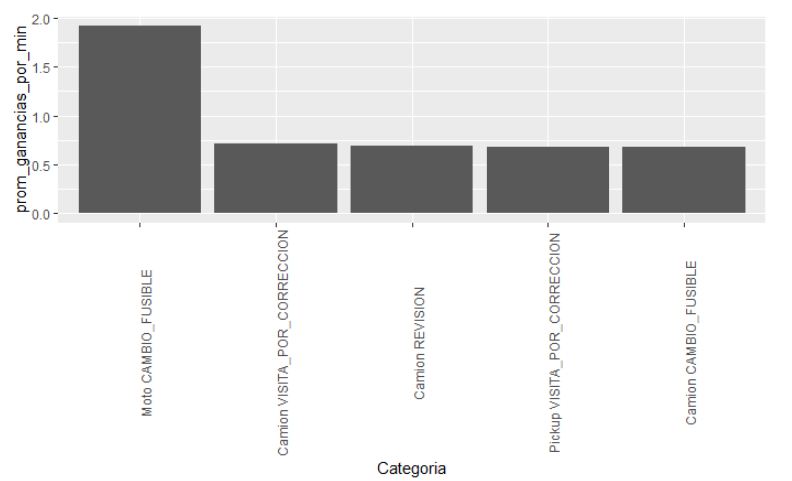 prom_ganancias_por_min
2.0
1.5
1.0
0.5
0.0
Moto CAMBIO_FUSIBLE
Camion VISITA_POR_CORRECCION
Camion REVISION
Pickup VISITA_POR_CORRECCION
Camion CAMBIO_FUSIBLE
Categoria